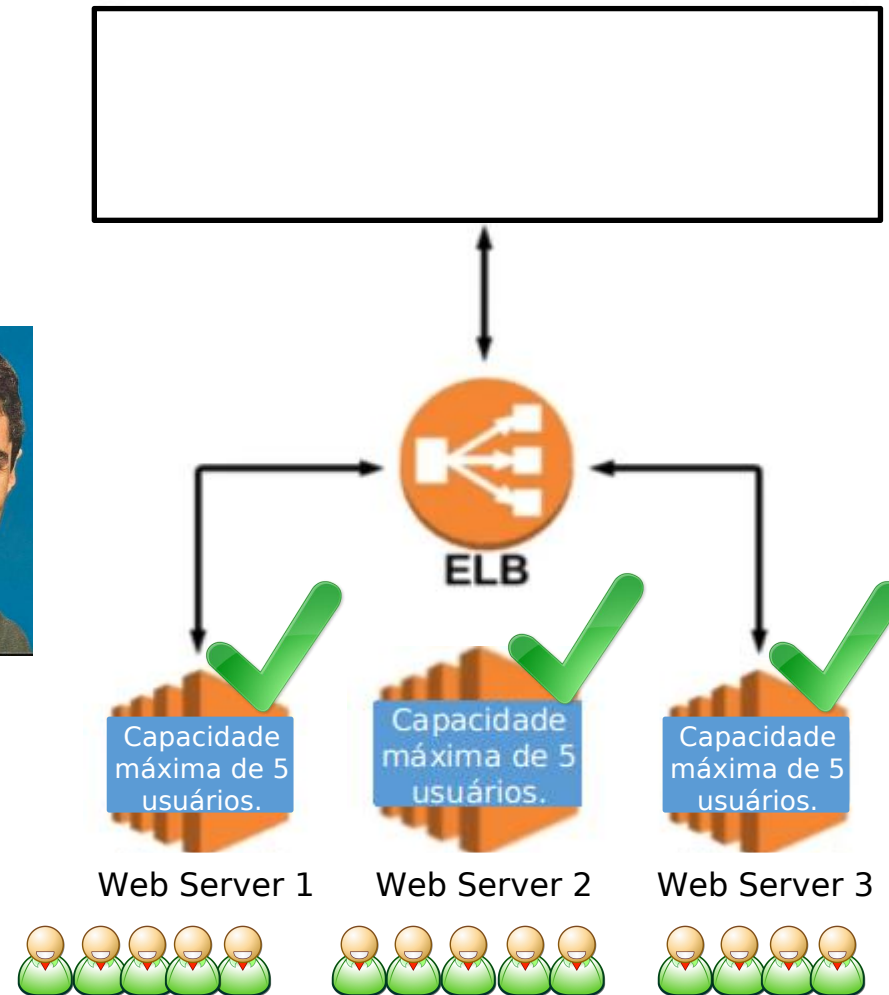 ELB
Capacidade
máxima de 5
usuários.
Capacidade
máxima de 5
usuários.
Capacidade
máxima de 5
usuários.
Web Server 1
Web Server 2
Web Server 3